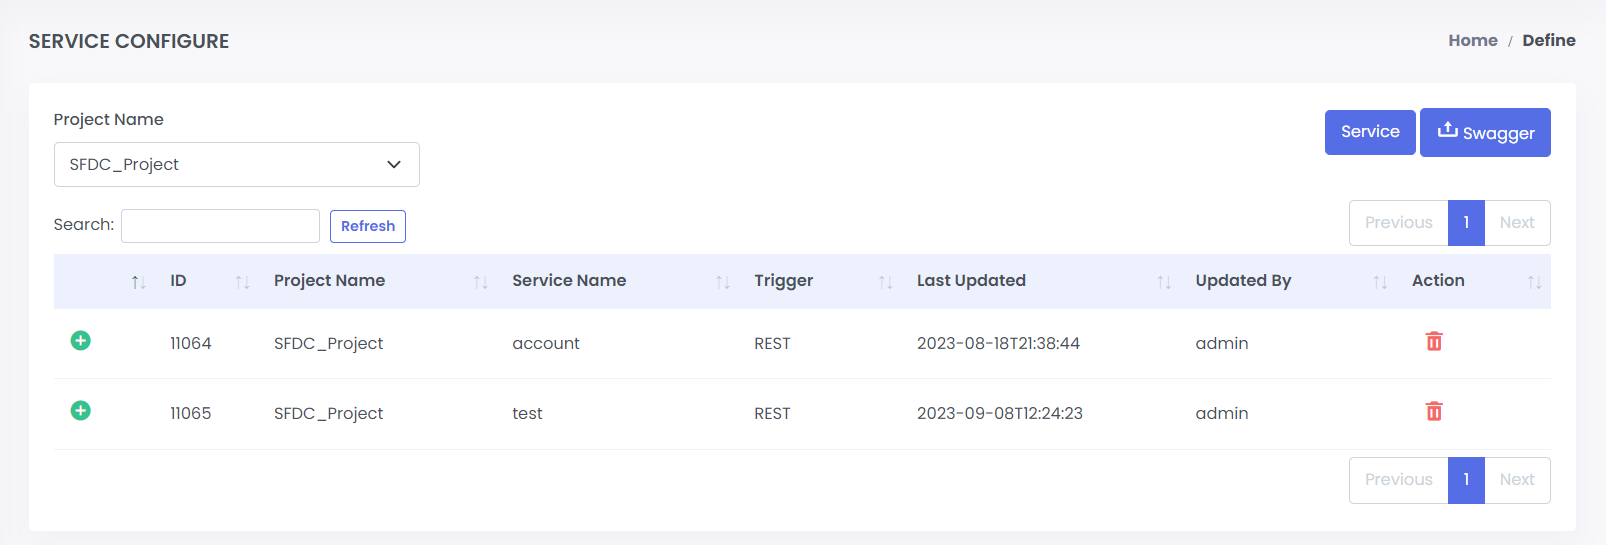 SERVICE CONFIGURE
Home / Define
Project Name
SFDC_Project
Service
Swagger
Search:
Refresh
Previous 1 Next
ID Project Name Service Name Trigger Last Updated Updated By Action
11064 SFDC_Project account REST 2023-08-18T21:38:44 admin
11065 SFDC_Project test REST 2023-09-08T12:24:23 admin
Previous 1 Next